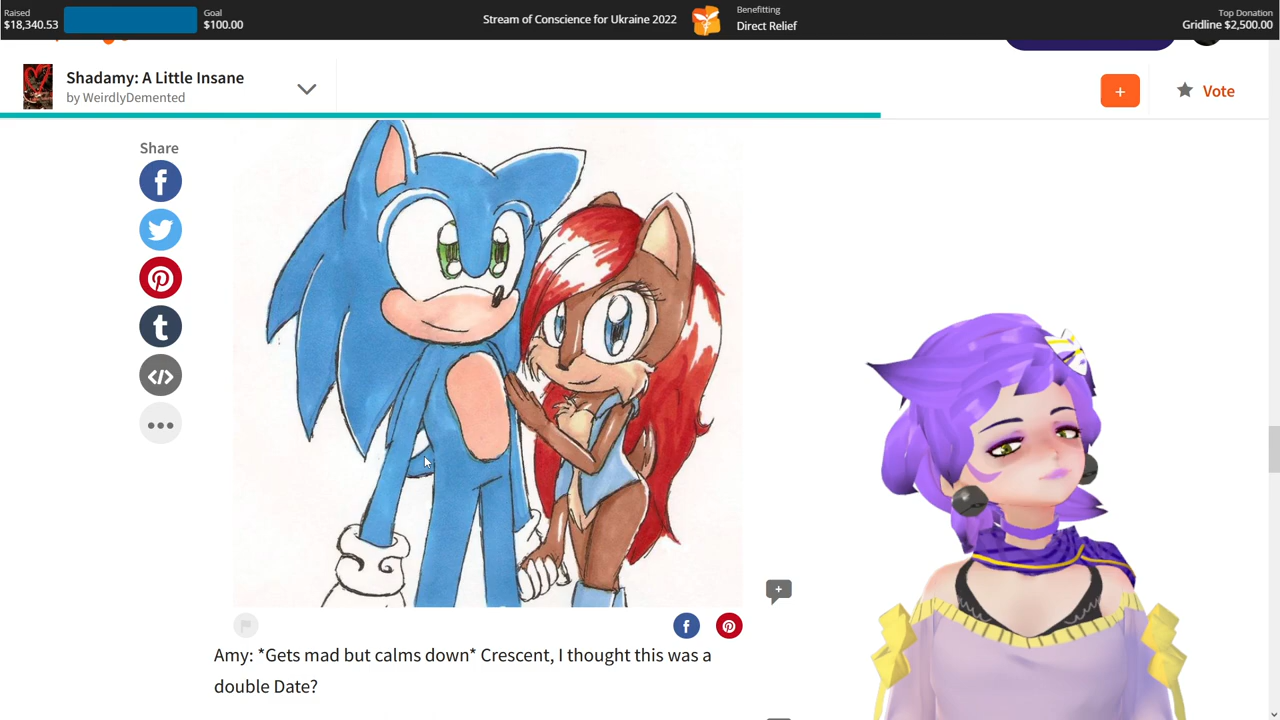 Raised
$18,340.53
Goal
$100.00
Stream of Conscience for Ukraine 2022
Benefitting
Direct Relief
Top Donation
Gridline $2,500.00
Shadamy: A Little Insane
by WeirdlyDemented
Vote
Share
Amy: *Gets mad but calms down* Crescent, I thought this was a
double Date?